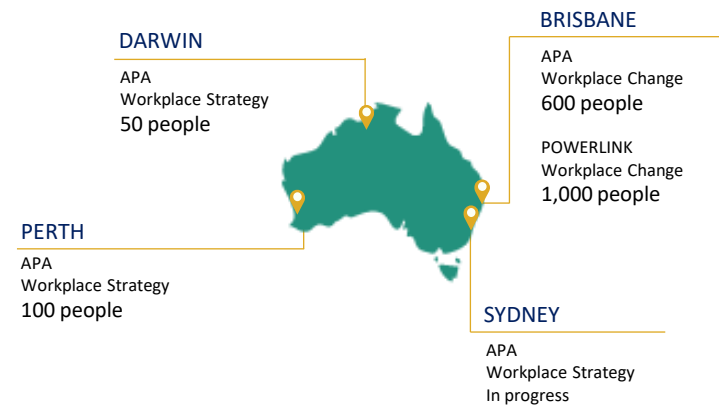 DARWIN
APA
Workplace Strategy
50 people
BRISBANE
APA
Workplace Change
600 people
POWERLINK
Workplace Change
1,000 people
PERTH
APA
Workplace Strategy
100 people
SYDNEY
APA
Workplace Strategy
In progress